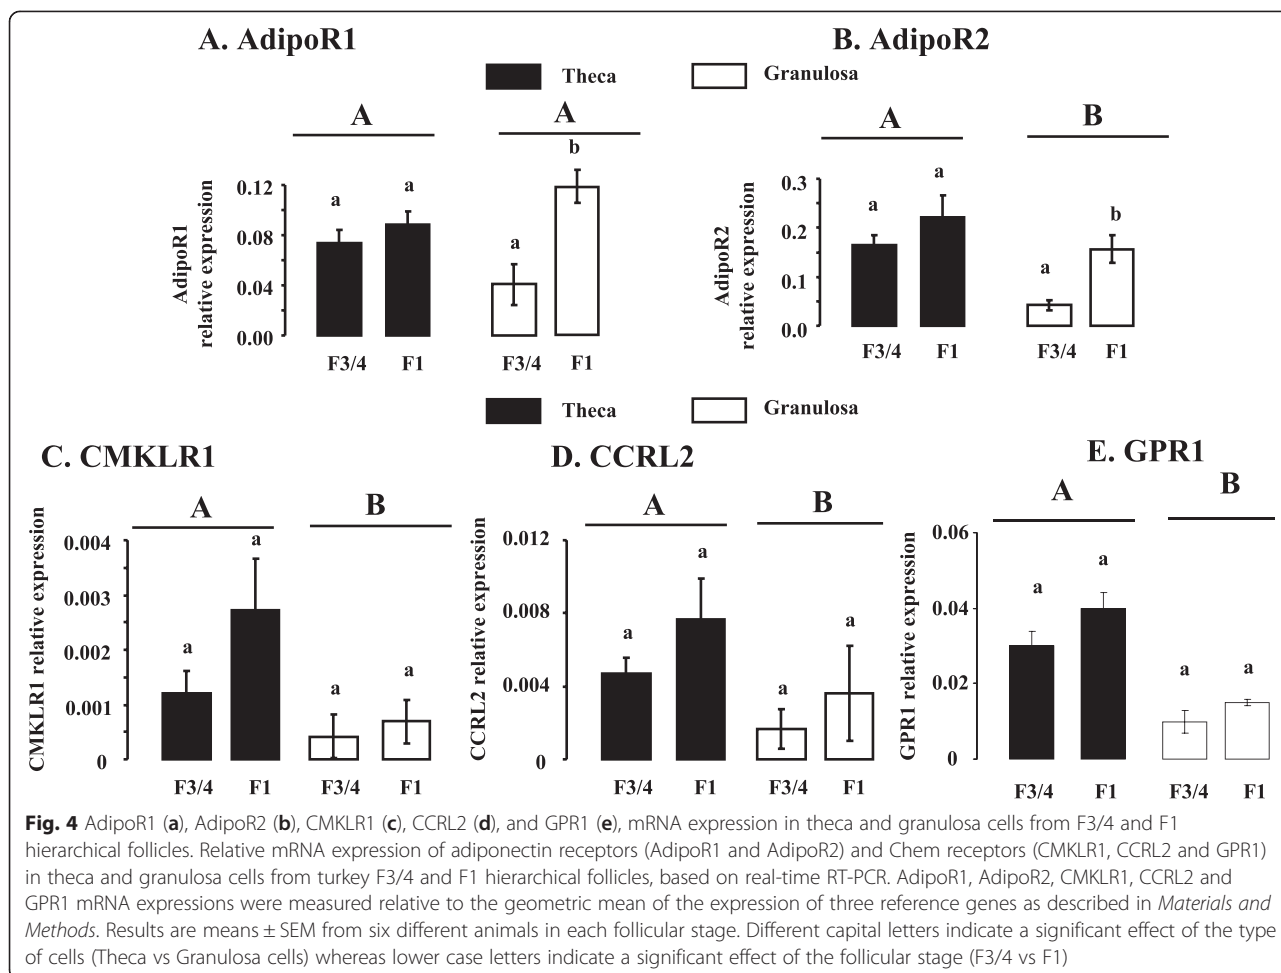 A. AdipoR1
B. AdipoR2
Theca
Granulosa
A
A
A
B
AdipoR1
relative expression
0.12
0.08
0.04
0.00
a
a
a
b
F3/4
F1
F3/4
F1
AdipoR2
relative expression
0.3
0.2
0.1
0.0
a
a
a
b
F3/4
F1
F3/4
F1
Theca
Granulosa
C. CMKLR1
D. CCRL2
E. GPR1
A
B
CMKLR1 relative expression
0.004
0.003
0.002
0.001
0
a
a
a
a
F3/4
F1
F3/4
F1
A
B
CCRL2 relative expression
0.012
0.008
0.004
0
a
a
a
a
F3/4
F1
F3/4
F1
A
B
GPR1 relative expression
0.06
0.04
0.02
0
a
a
a
a
F3/4
F1
F3/4
F1
Fig. 4 AdipoR1 (a), AdipoR2 (b), CMKLR1 (c), CCRL2 (d), and GPR1 (e), mRNA expression in theca and granulosa cells from F3/4 and F1
hierarchical follicles. Relative mRNA expression of adiponectin receptors (AdipoR1 and AdipoR2) and Chem receptors (CMKLR1, CCRL2 and GPR1)
in theca and granulosa cells from turkey F3/4 and F1 hierarchical follicles, based on real-time RT-PCR. AdipoR1, AdipoR2, CMKLR1, CCRL2 and
GPR1 mRNA expressions were measured relative to the geometric mean of the expression of three reference genes as described in Materials and
Methods. Results are means ± SEM from six different animals in each follicular stage. Different capital letters indicate a significant effect of the type
of cells (Theca vs Granulosa cells) whereas lower case letters indicate a significant effect of the follicular stage (F3/4 vs F1)